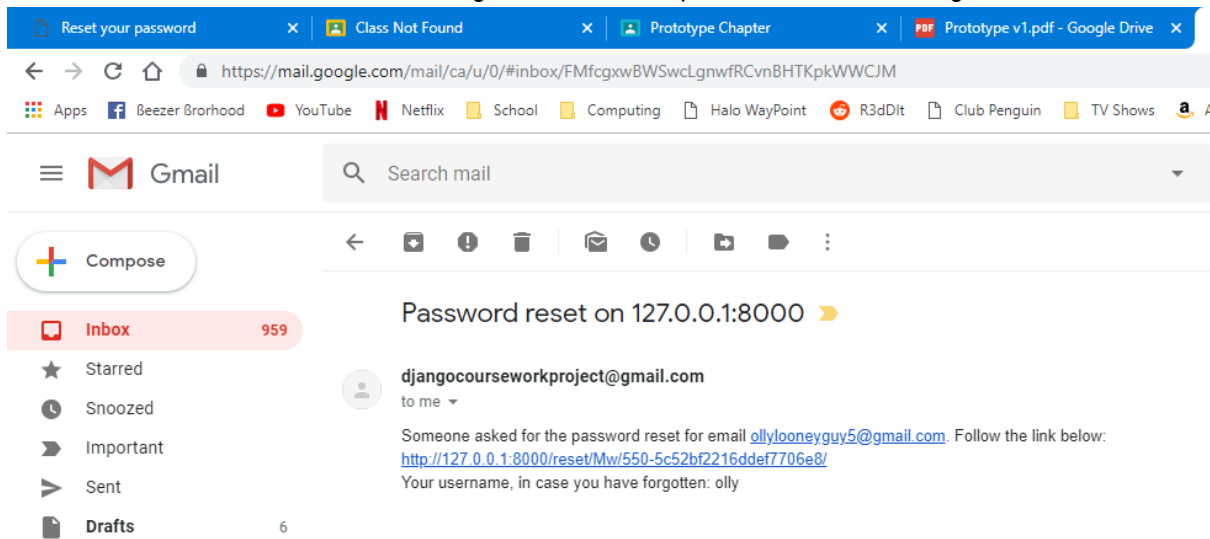 Reset your password
Class Not Found
Prototype Chapter
PDF Prototype v1.pdf - Google Drive
https://mail.google.com/mail/ca/u/0/#inbox/FMfcgxwBWSwcLgnwfRCvnBHTKpkWWCJM
Apps ßeezer ßrorhood YouTube Netflix School Computing Halo WayPoint R3dDIt Club Penguin TV Shows
Gmail
Search mail
Compose
Password reset on 127.0.0.1:8000
Inbox 959
djangocourseworkproject@gmail.com
Starred
to me
Snoozed
Someone asked for the password reset for email ollylooneyguy5@gmail.com. Follow the link below:
Important
http://127.0.0.1:8000/reset/Mw/550-5c52bf2216ddef7706e8/
Sent
Your username, in case you have forgotten: olly
Drafts 6